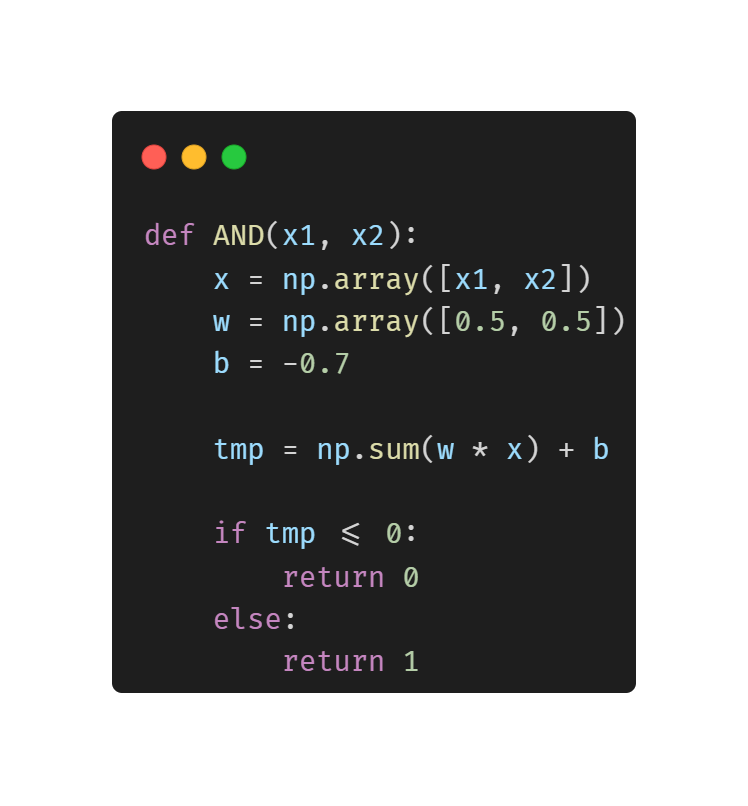 def AND(x1, x2):
    x = np.array([x1, x2])
    w = np.array([0.5, 0.5])
    b = -0.7

    tmp = np.sum(w * x) + b

    if tmp ⩽ 0:
        return 0
    else:
        return 1